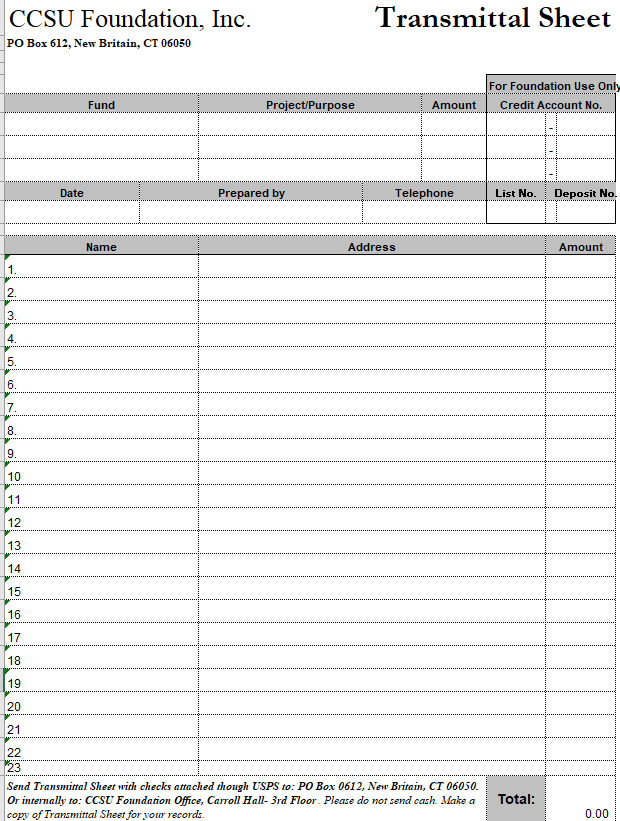 CCSU Foundation, Inc. Transmittal Sheet
PO Box 612, New Britain, CT 06050
For Foundation Use Only
Fund Project/Purpose Amount Credit Account No.
-
-
-
Date Prepared by Telephone List No. Deposit No.
Name Address Amount
1.
2.
3.
4.
5.
6.
7.
8.
9.
10
11
12
13
14
15
16
17
18
19
20
21
22
23
Send Transmittal Sheet with checks attached though USPS to: PO Box 0612, New Britain, CT 06050.
Or internally to: CCSU Foundation Office, Carroll Hall- 3rd Floor. Please do not send cash. Make a
copy of Transmittal Sheet for your records.
Total:
0.00